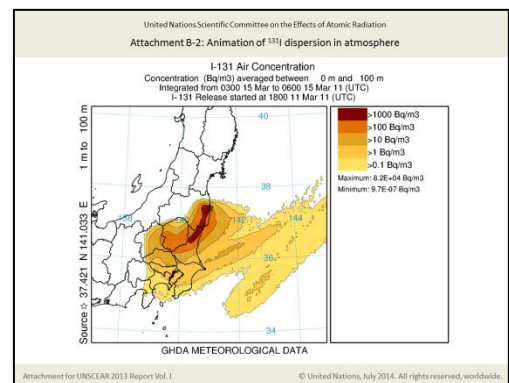 United Nations Scientific Committee on the Effects of Atomic Radiation
Attachment B-2: Animation of ¹³¹I dispersion in atmosphere
I-131 Air Concentration
Concentration (Bq/m3) averaged between 0 m and 100 m
Integrated from 0300 15 Mar to 0600 15 Mar 11 (UTC)
I-131 Release started at 1800 11 Mar 11 (UTC)
Source ☆ 37.421 N 141.033 E 1 m to 100 m
40
38
138
142
36
34
>1000 Bq/m3
>100 Bq/m3
>10 Bq/m3
>1 Bq/m3
>0.1 Bq/m3
Maximum: 8.2E+04 Bq/m3
Minimum: 9.7E-07 Bq/m3
GHDA METEOROLOGICAL DATA
Attachment for UNSCEAR 2013 Report Vol. I
© United Nations, July 2014. All rights reserved, worldwide.